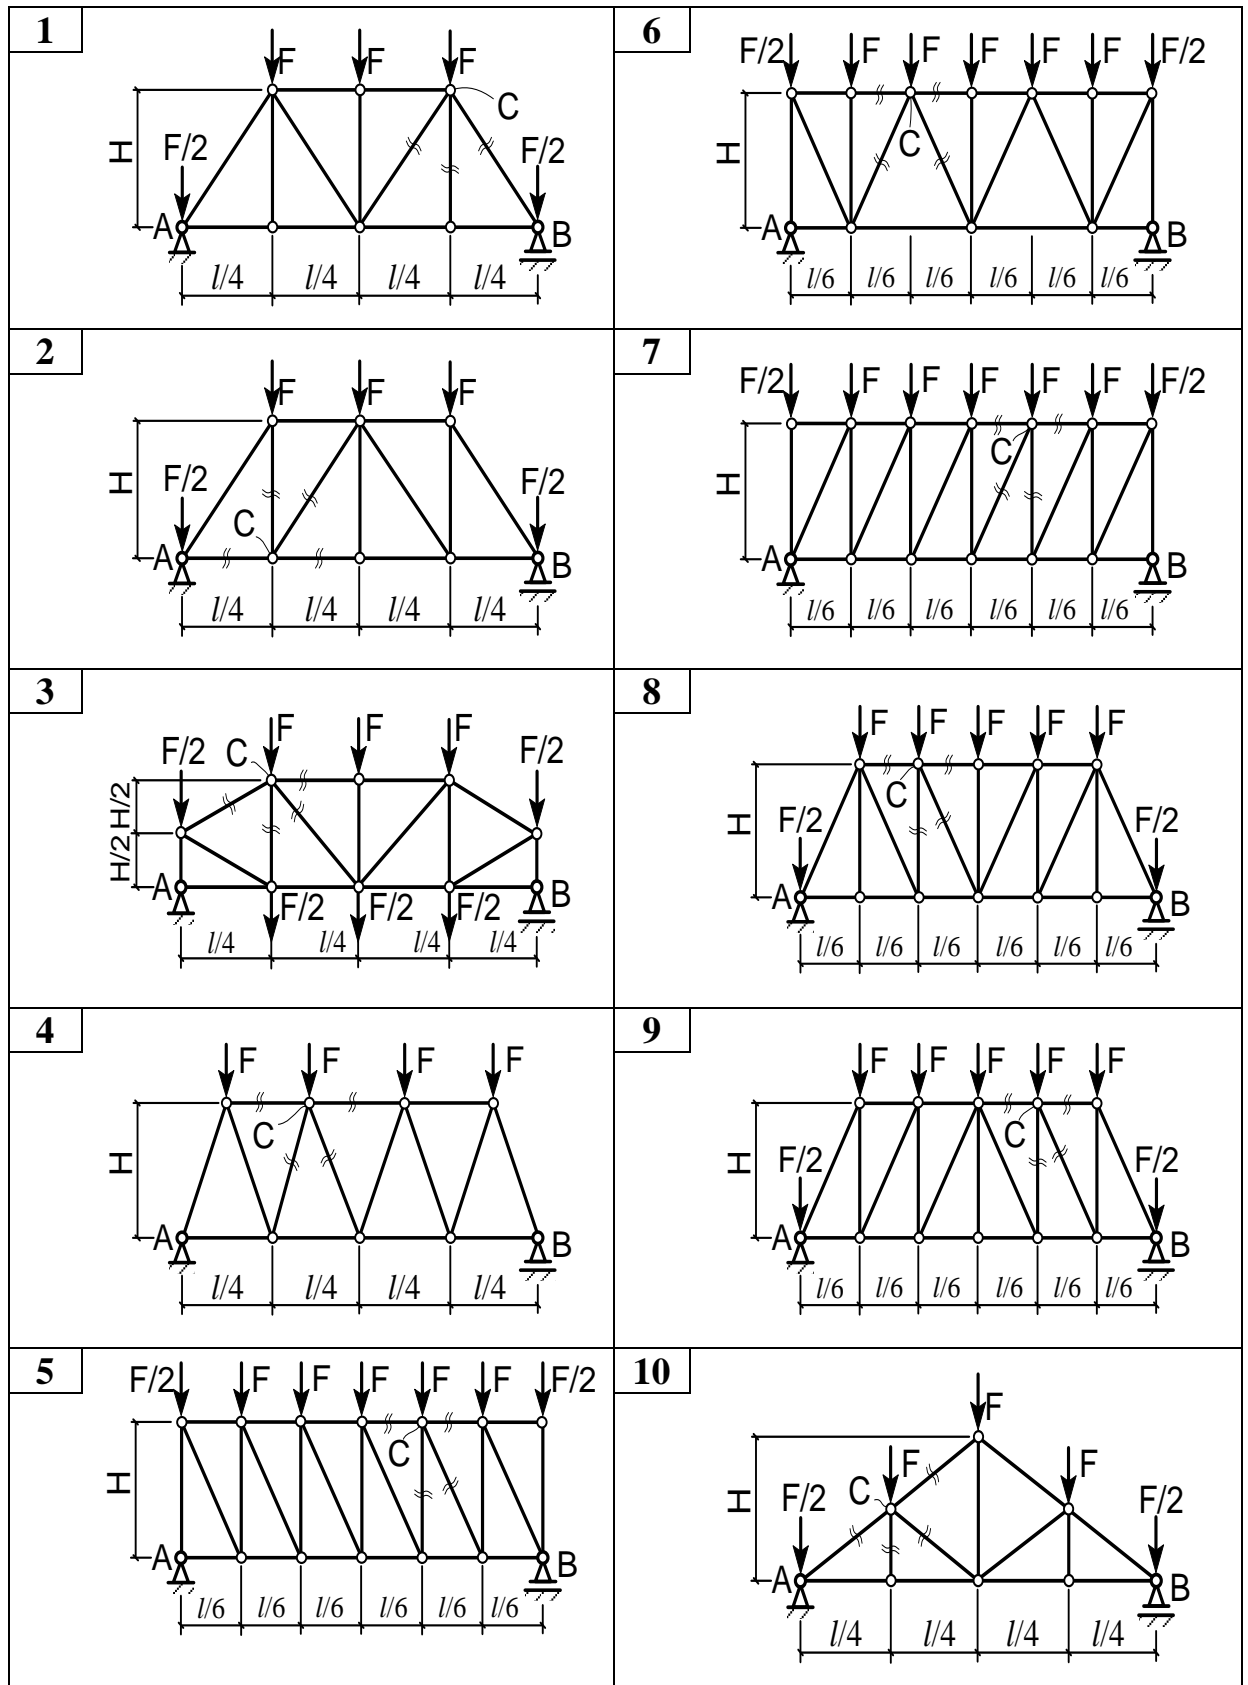 1
F F F
C
H
F/2 F/2
A B
l/4 l/4 l/4 l/4
2
F F F
H
F/2 F/2
C
A B
l/4 l/4 l/4 l/4
3
F F F
F/2 C F/2
H/2 H/2
A B
F/2 F/2 F/2
l/4 l/4 l/4 l/4
4
F F F F
C
H
A B
l/4 l/4 l/4 l/4
5
F/2 F F F F F F/2
C
H
A B
l/6 l/6 l/6 l/6 l/6 l/6
6
F/2 F F F F F F/2
C
H
A B
l/6 l/6 l/6 l/6 l/6 l/6
7
F/2 F F F F F F/2
C
H
A B
l/6 l/6 l/6 l/6 l/6 l/6
8
F F F F F
C
H
F/2 F/2
A B
l/6 l/6 l/6 l/6 l/6 l/6
9
F F F F F
C
H
F/2 F/2
A B
l/6 l/6 l/6 l/6 l/6 l/6
10
F
F F
C
H
F/2 F/2
A B
l/4 l/4 l/4 l/4